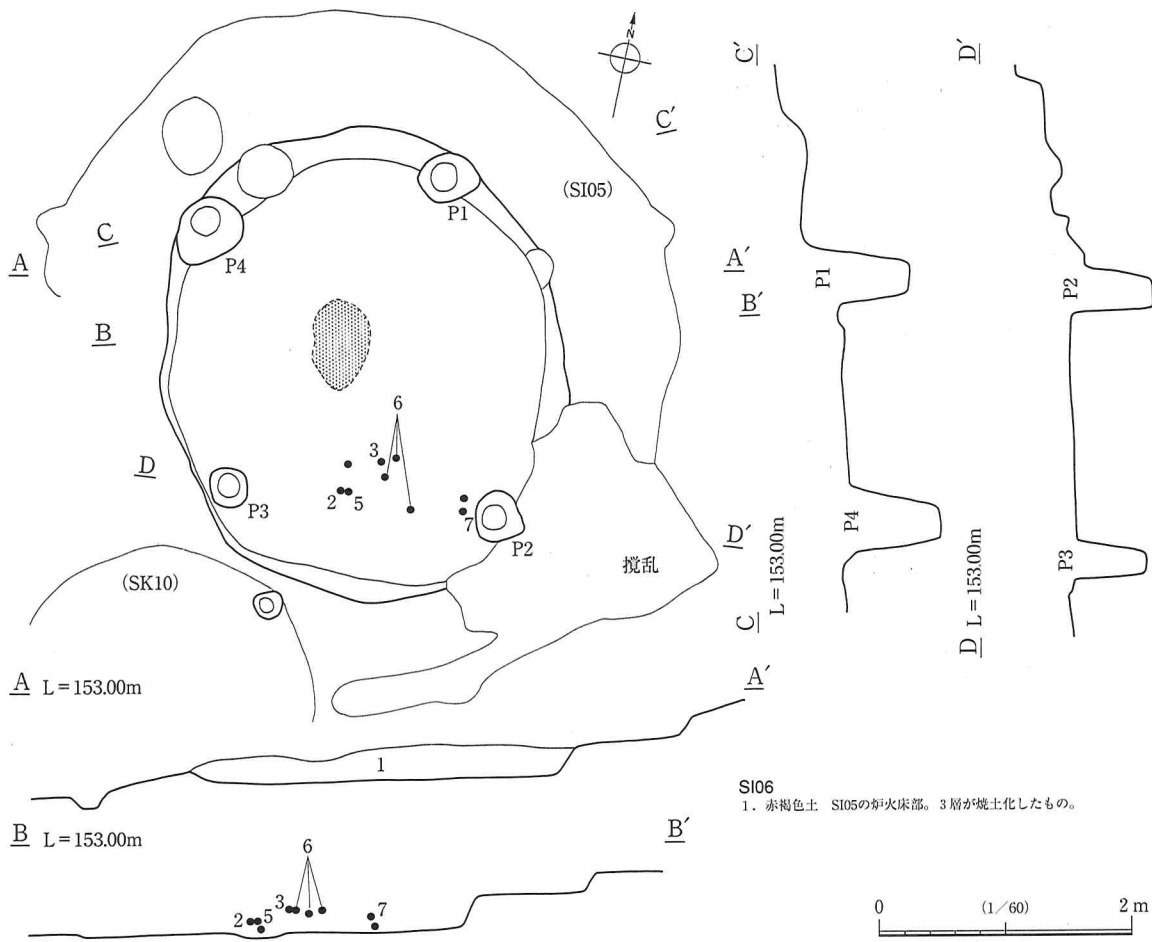 N
C′
(SI05)
P1
C
P4
A
A′
B
B′
6
3
D
2
5
7
P3
P2
D′
撹乱
(SK10)
A L=153.00m
A′
1
B L=153.00m
B′
6
3
2
5
7
C′
P1
P4
C L=153.00m
D′
P2
P3
D L=153.00m
SI06
1. 赤褐色土 SI05の炉火床部。3層が焼土化したもの。
0 (1/60) 2m